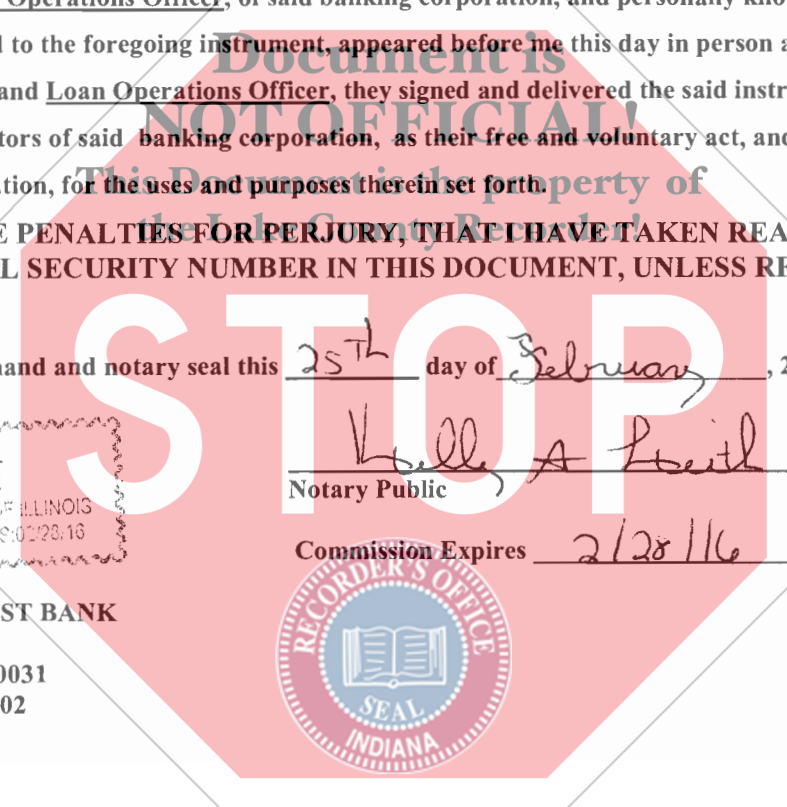 Operations Officer, of said banking corporation, and personally kno
Document is
d to the foregoing instrument, appeared before me this day in person a
and Loan Operations Officer, they signed and delivered the said instr
NOT OFFICIAL!
tors of said banking corporation, as their free and voluntary act, and
This Document is the property of
tion, for the uses and purposes therein set forth.
the Lake County Recorder!
E PENALTIES FOR PERJURY, THAT I HAVE TAKEN REA
L SECURITY NUMBER IN THIS DOCUMENT, UNLESS RE
STOP
hand and notary seal this 25Th day of February, 2
Kelly A Keith
Notary Public
OF ILLINOIS
S:02/28/16
Commission Expires 2/28/16
ST BANK
0031
02
RECORDER'S OFFICE
SEAL
INDIANA